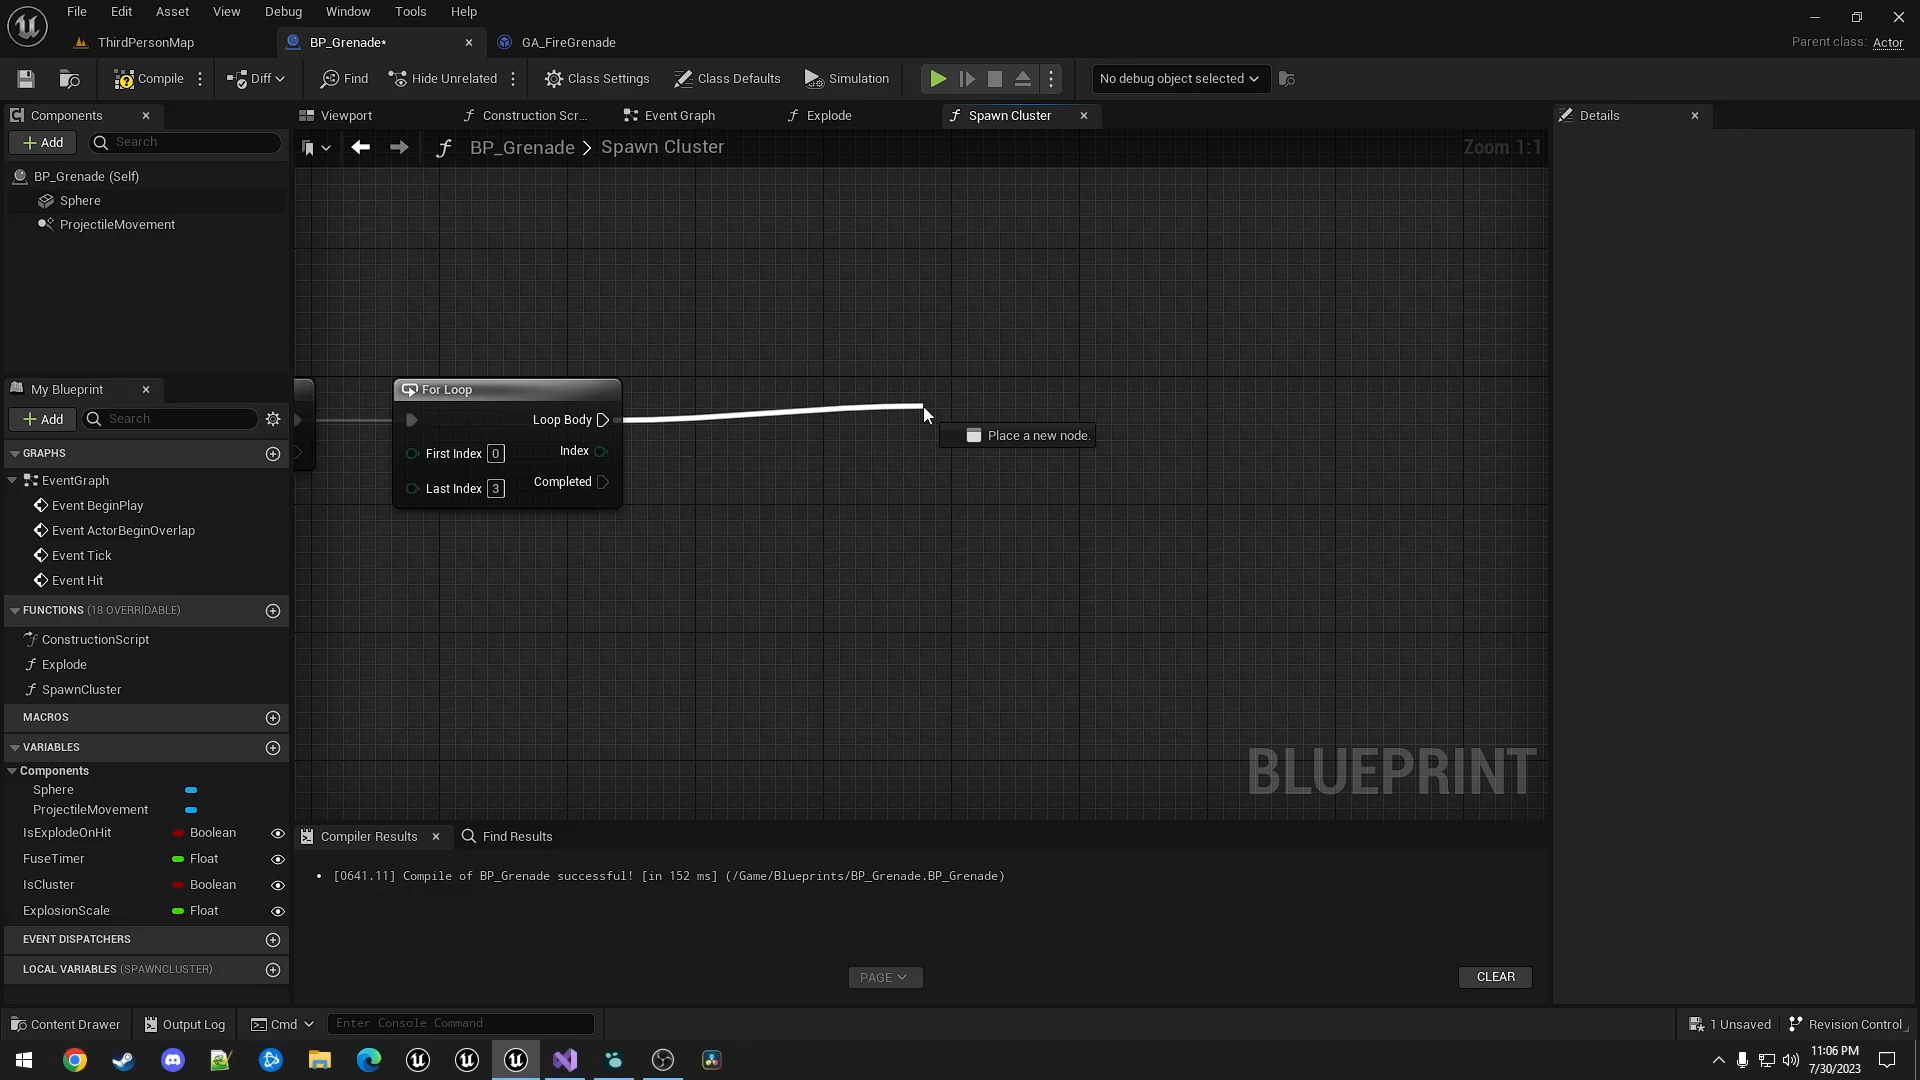 File Edit Asset View Debug Window Tools Help
ThirdPersonMap BP_Grenade* GA_FireGrenade
Parent class: Actor
Compile Diff Find Hide Unrelated Class Settings Class Defaults Simulation No debug object selected
Components
Viewport Construction Scr... Event Graph Explode Spawn Cluster
Details
Add Search
BP_Grenade Spawn Cluster
Zoom 1:1
BP_Grenade (Self)
Sphere
ProjectileMovement
For Loop
Loop Body
First Index 0
Index
Last Index 3
Completed
Place a new node.
My Blueprint
Add Search
GRAPHS
EventGraph
Event BeginPlay
Event ActorBeginOverlap
Event Tick
Event Hit
FUNCTIONS (18 OVERRIDABLE)
ConstructionScript
Explode
SpawnCluster
MACROS
VARIABLES
Components
Sphere
ProjectileMovement
IsExplodeOnHit Boolean
FuseTimer Float
IsCluster Boolean
ExplosionScale Float
EVENT DISPATCHERS
LOCAL VARIABLES (SPAWNCLUSTER)
BLUEPRINT
Compiler Results Find Results
[0641.11] Compile of BP_Grenade successful! [in 152 ms] (/Game/Blueprints/BP_Grenade.BP_Grenade)
PAGE
CLEAR
Content Drawer Output Log Cmd Enter Console Command 1 Unsaved Revision Control
11:06 PM
7/30/2023